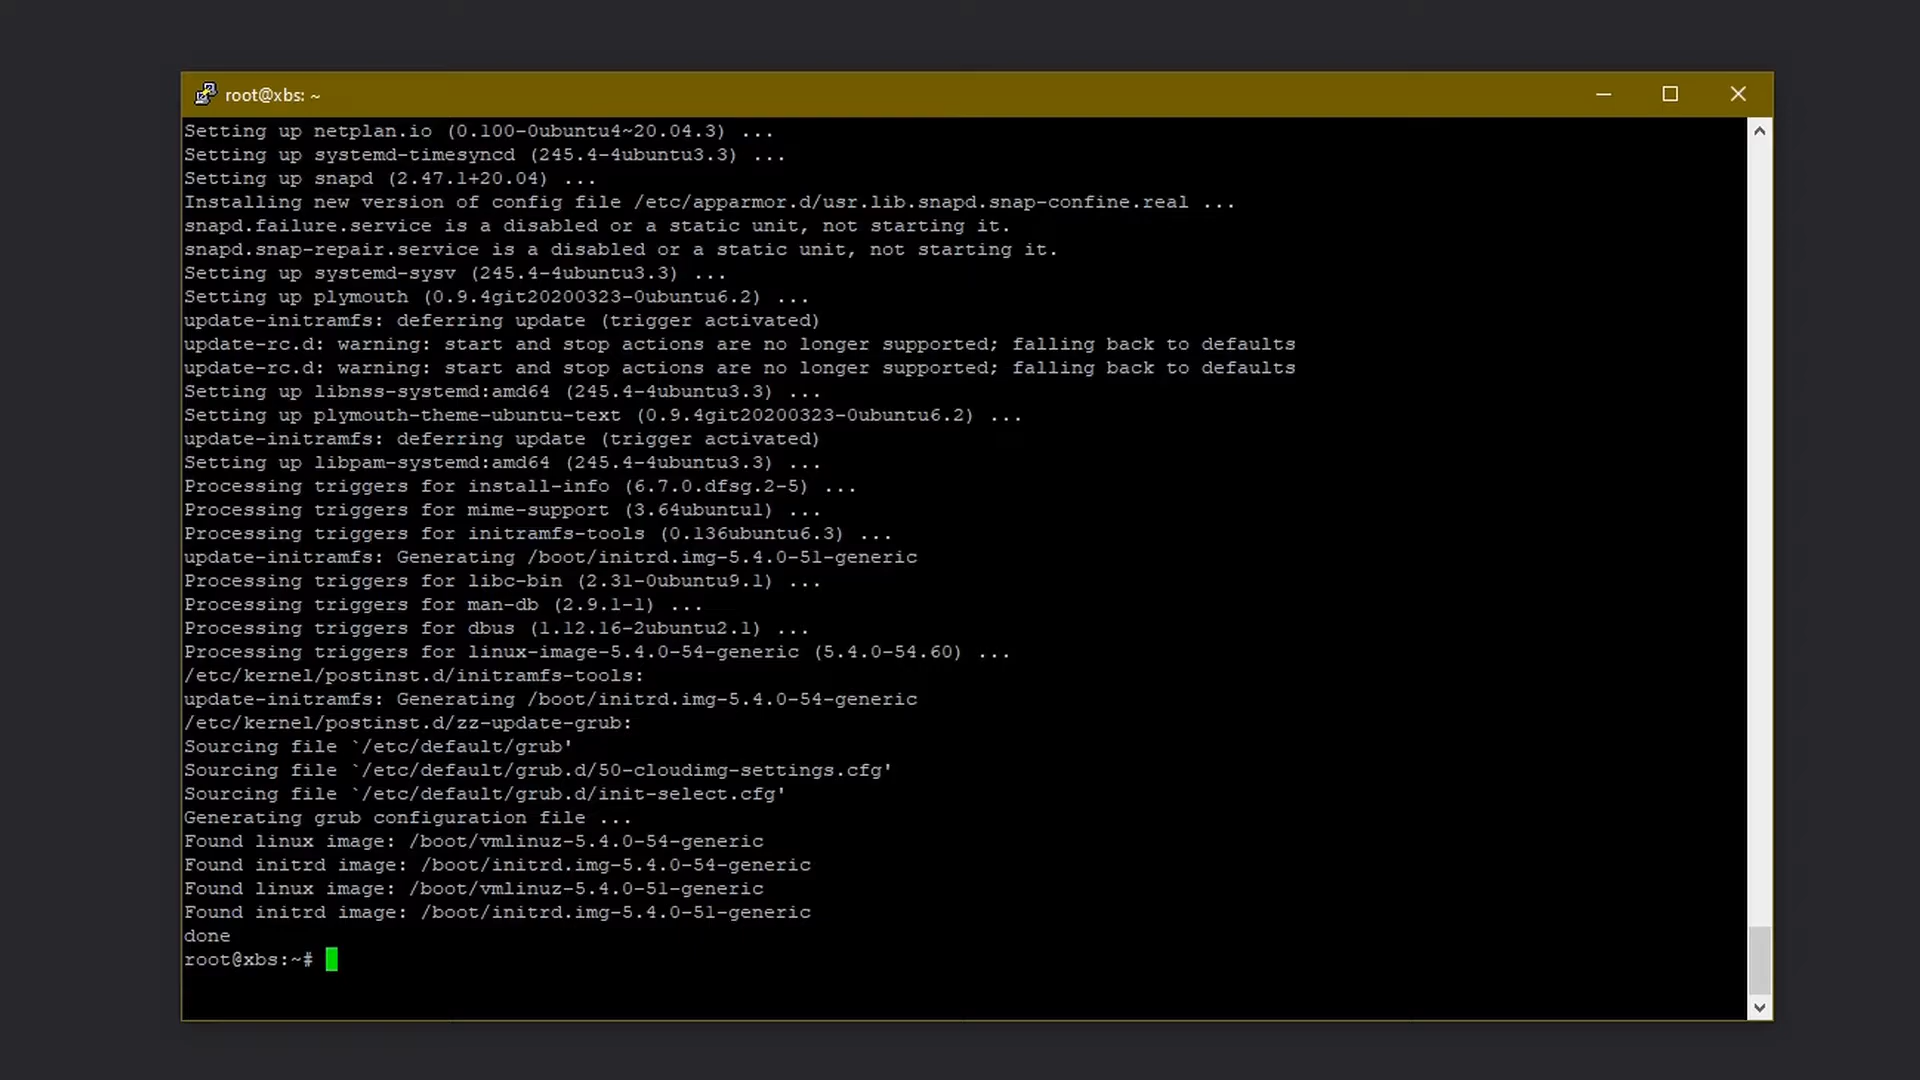 root@xbs: ~
Setting up netplan.io (0.100-0ubuntu4~20.04.3) ...
Setting up systemd-timesyncd (245.4-4ubuntu3.3) ...
Setting up snapd (2.47.1+20.04) ...
Installing new version of config file /etc/apparmor.d/usr.lib.snapd.snap-confine.real ...
snapd.failure.service is a disabled or a static unit, not starting it.
snapd.snap-repair.service is a disabled or a static unit, not starting it.
Setting up systemd-sysv (245.4-4ubuntu3.3) ...
Setting up plymouth (0.9.4git20200323-0ubuntu6.2) ...
update-initramfs: deferring update (trigger activated)
update-rc.d: warning: start and stop actions are no longer supported; falling back to defaults
update-rc.d: warning: start and stop actions are no longer supported; falling back to defaults
Setting up libnss-systemd:amd64 (245.4-4ubuntu3.3) ...
Setting up plymouth-theme-ubuntu-text (0.9.4git20200323-0ubuntu6.2) ...
update-initramfs: deferring update (trigger activated)
Setting up libpam-systemd:amd64 (245.4-4ubuntu3.3) ...
Processing triggers for install-info (6.7.0.dfsg.2-5) ...
Processing triggers for mime-support (3.64ubuntu1) ...
Processing triggers for initramfs-tools (0.136ubuntu6.3) ...
update-initramfs: Generating /boot/initrd.img-5.4.0-51-generic
Processing triggers for libc-bin (2.31-0ubuntu9.1) ...
Processing triggers for man-db (2.9.1-1) ...
Processing triggers for dbus (1.12.16-2ubuntu2.1) ...
Processing triggers for linux-image-5.4.0-54-generic (5.4.0-54.60) ...
/etc/kernel/postinst.d/initramfs-tools:
update-initramfs: Generating /boot/initrd.img-5.4.0-54-generic
/etc/kernel/postinst.d/zz-update-grub:
Sourcing file `/etc/default/grub'
Sourcing file `/etc/default/grub.d/50-cloudimg-settings.cfg'
Sourcing file `/etc/default/grub.d/init-select.cfg'
Generating grub configuration file ...
Found linux image: /boot/vmlinuz-5.4.0-54-generic
Found initrd image: /boot/initrd.img-5.4.0-54-generic
Found linux image: /boot/vmlinuz-5.4.0-51-generic
Found initrd image: /boot/initrd.img-5.4.0-51-generic
done
root@xbs:~#